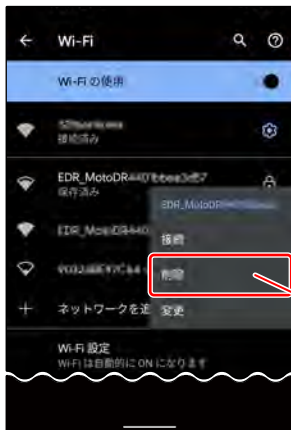 Wi-Fi
Wi-Fi の使用
接続済み
EDR_MotoDR
保存済み
EDR_MotoDR
接続
削除
ネットワークを追
変更
Wi-Fi 設定
Wi-Fi は自動的に ON になります